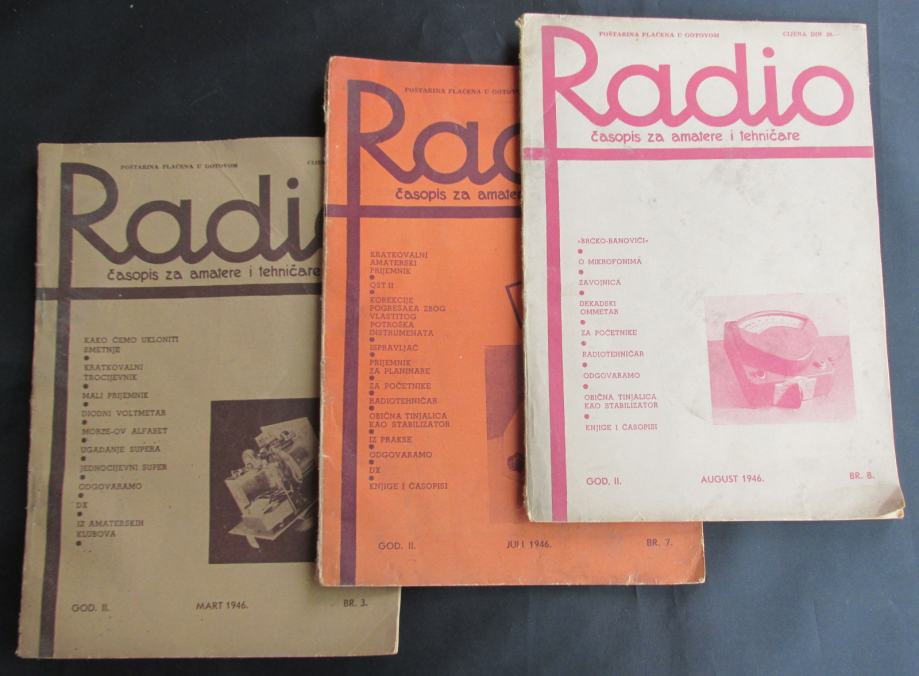 POŠTARINA PLAĆENA U GOTOVOM
Radio
časopis za amatere i tehničare
KAKO ĆEMO UKLONITI
SMETNJE
KRATKOVALNI
TROCIJEVNIK
MALI PRIJEMNIK
DIODNI VOLTMETAR
MORZE-OV ALFABET
UGAĐANJE SUPERA
JEDNOCIJEVNI SUPER
ODGOVARAMO
DX
IZ AMATERSKIH
KLUBOVA
GOD. II.
MART 1946.
BR. 3.
POŠTARINA PLAĆENA U GOTOVOM
Rad
časopis za amatere
KRATKOVALNI
AMATERSKI
PRIJEMNIK
QST II
KOREKCIJE
POGREŠAKA ZBOG
VLASTITOG
POTROŠKA
INSTRUMENATA
ISPRAVLJAČ
PRIJEMNIK
ZA PLANINARE
ZA POČETNIKE
RADIOTEHNIČAR
OBIČNA TINJALICA
KAO STABILIZATOR
IZ PRAKSE
ODGOVARAMO
DX
KNJIGE I ČASOPISI
GOD. II.
JULI 1946.
BR. 7.
POŠTARINA PLAĆENA U GOTOVOM
CIJENA DIN 20.—
Radio
časopis za amatere i tehničare
»BRČKO-BANOVIĆI«
O MIKROFONIMA
ZAVOJNICA
DEKADSKI
OMMETAR
ZA POČETNIKE
RADIOTEHNIČAR
ODGOVARAMO
OBIČNA TINJALICA
KAO STABILIZATOR
KNJIGE I ČASOPISI
GOD. II.
AUGUST 1946.
BR. 8.